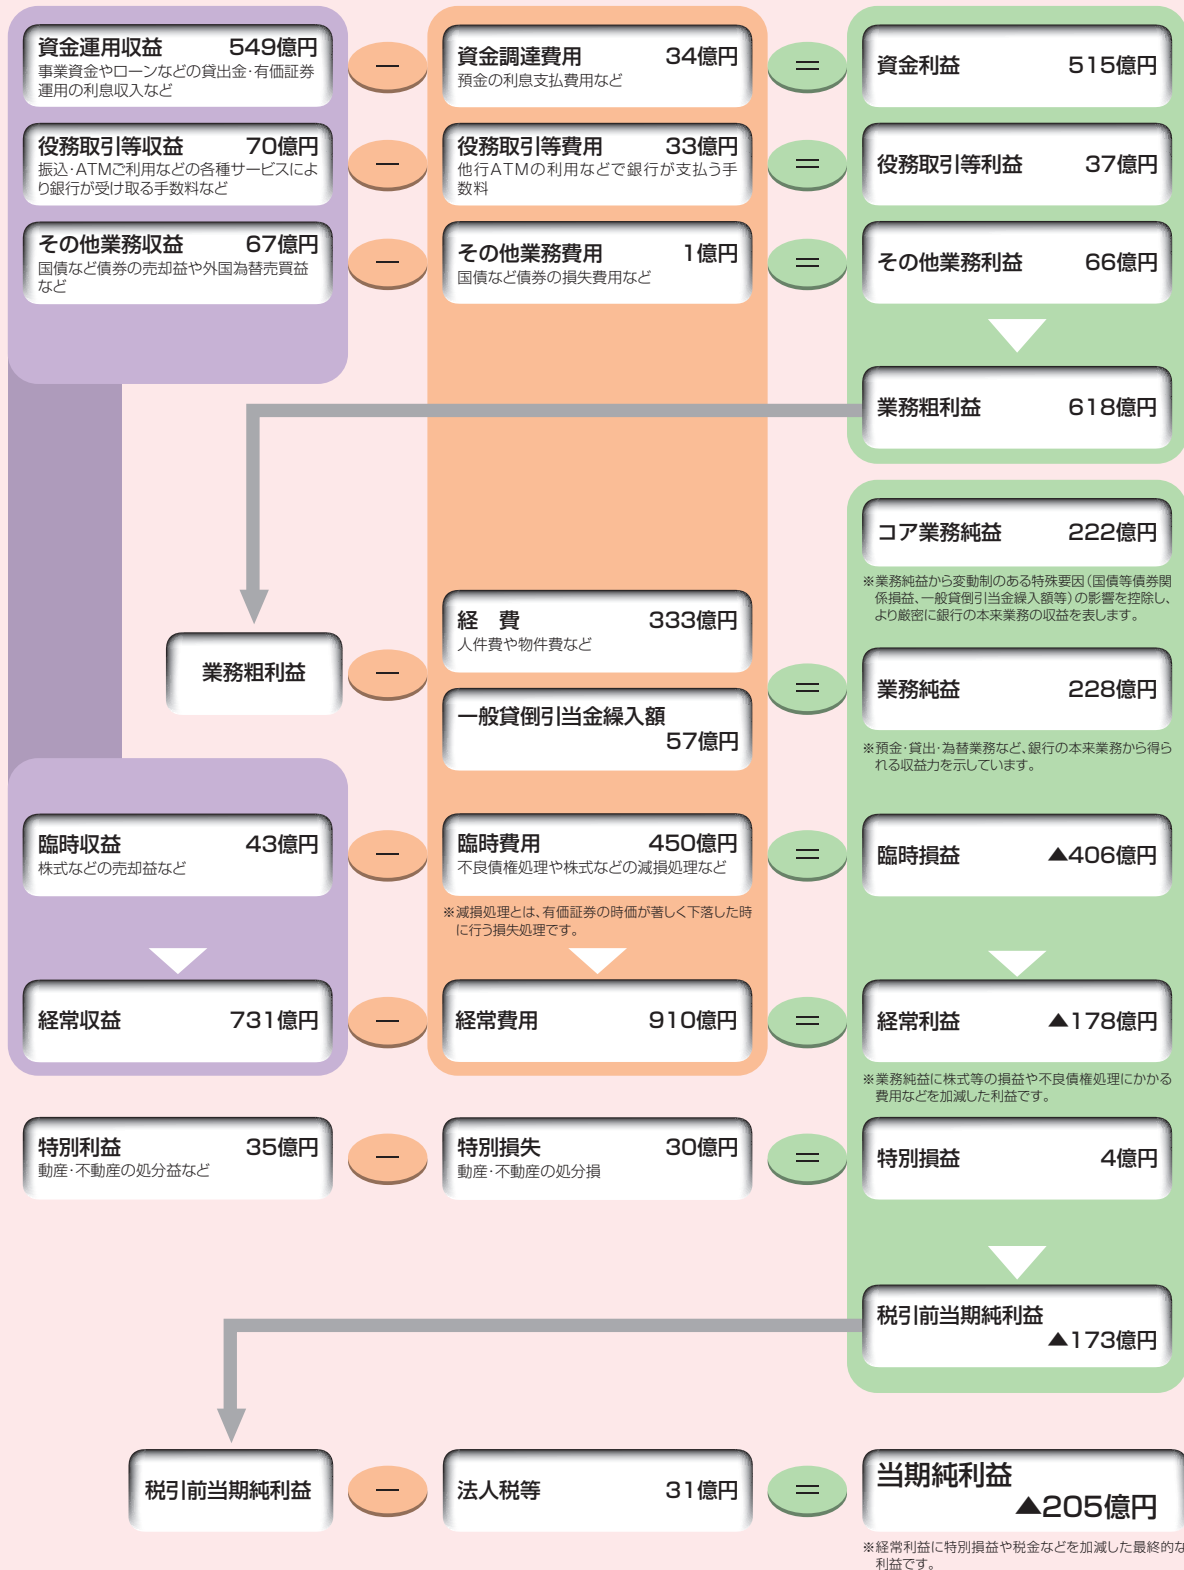 資金運用収益 549億円
事業資金やローンなどの貸出金･有価証券
運用の利息収入など
－
資金調達費用 34億円
預金の利息支払費用など
＝
資金利益 515億円
役務取引等収益 70億円
振込･ATMご利用などの各種サービスによ
り銀行が受け取る手数料など
－
役務取引等費用 33億円
他行ATMの利用などで銀行が支払う手
数料
＝
役務取引等利益 37億円
その他業務収益 67億円
国債など債券の売却益や外国為替売買益
など
－
その他業務費用 1億円
国債など債券の損失費用など
＝
その他業務利益 66億円
業務粗利益 618億円
コア業務純益 222億円
※業務純益から変動制のある特殊要因（国債等債券関
係損益、一般貸倒引当金繰入額等）の影響を控除し、
より厳密に銀行の本来業務の収益を表します。
業務粗利益
－
経　費 333億円
人件費や物件費など
一般貸倒引当金繰入額
57億円
＝
業務純益 228億円
※預金･貸出･為替業務など、銀行の本来業務から得ら
れる収益力を示しています。
臨時収益 43億円
株式などの売却益など
－
臨時費用 450億円
不良債権処理や株式などの減損処理など
※減損処理とは、有価証券の時価が著しく下落した時
に行う損失処理です。
＝
臨時損益 ▲406億円
経常収益 731億円
－
経常費用 910億円
＝
経常利益 ▲178億円
※業務純益に株式等の損益や不良債権処理にかかる
費用などを加減した利益です。
特別利益 35億円
動産･不動産の処分益など
－
特別損失 30億円
動産･不動産の処分損
＝
特別損益 4億円
税引前当期純利益
▲173億円
税引前当期純利益
－
法人税等 31億円
＝
当期純利益
▲205億円
※経常利益に特別損益や税金などを加減した最終的な
利益です。